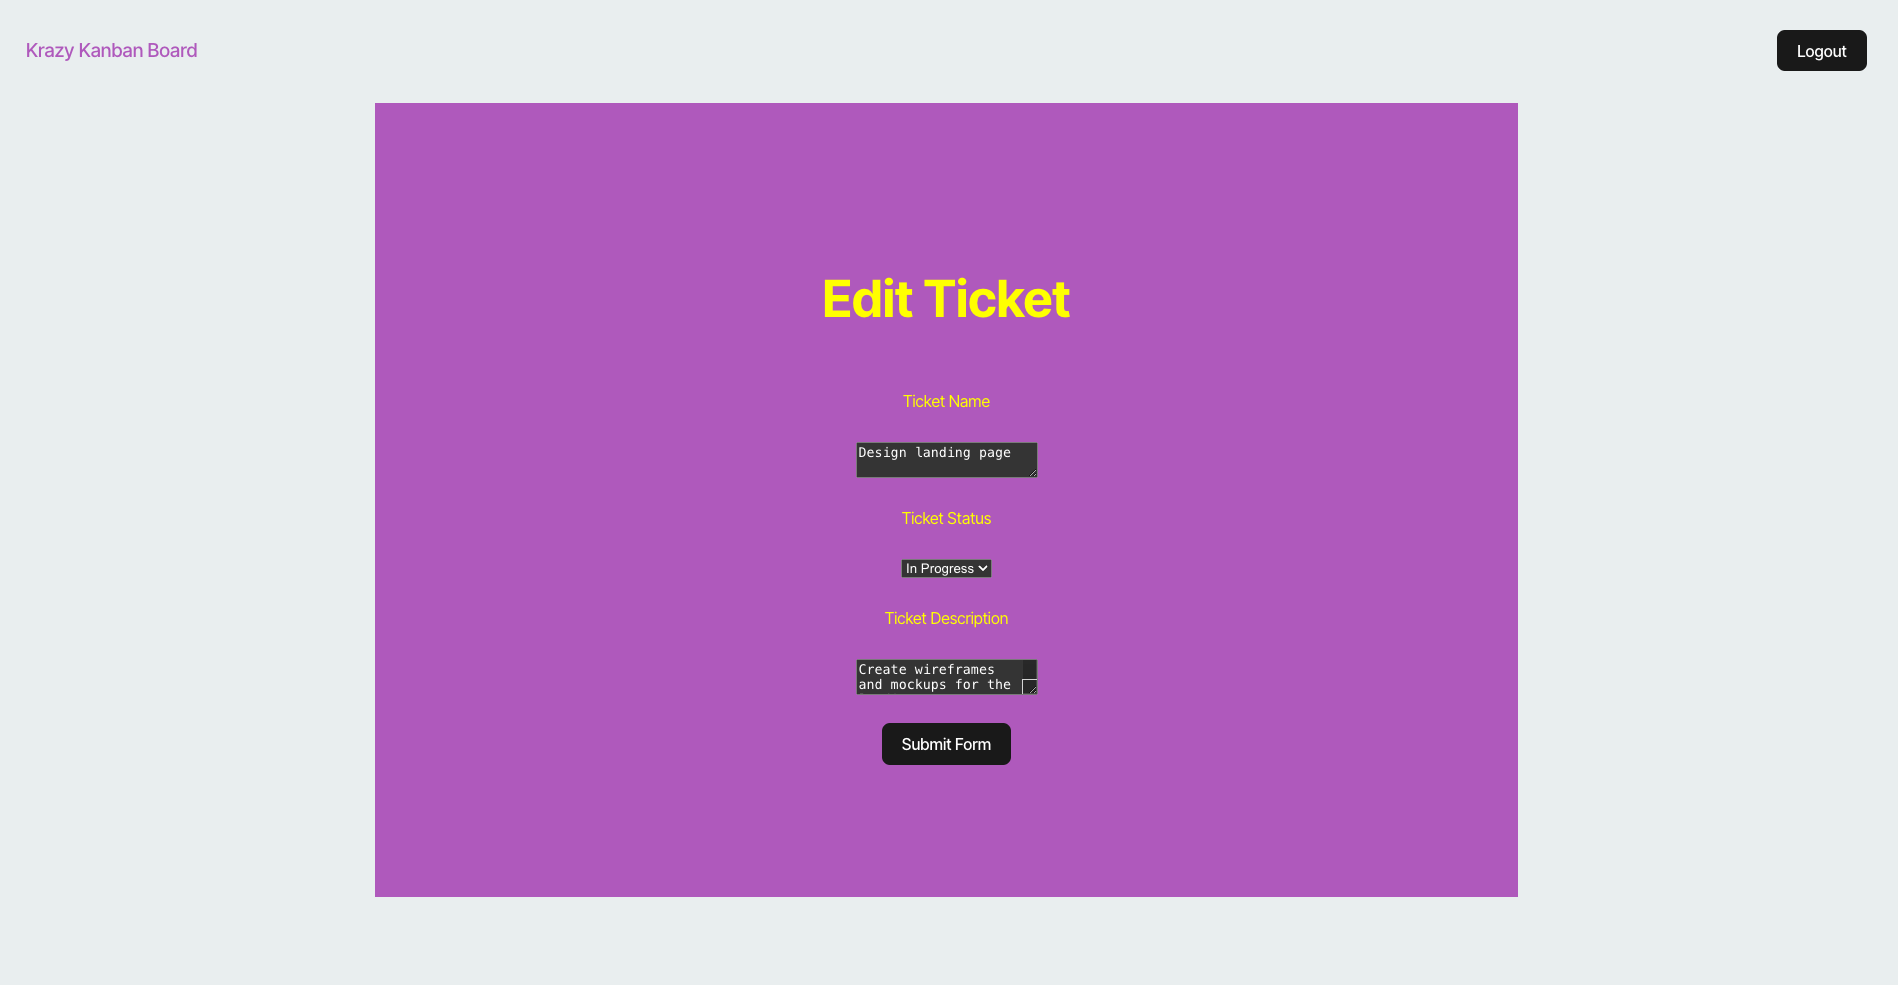 Krazy Kanban Board
Logout
Edit Ticket
Ticket Name
Design landing page
Ticket Status
In Progress
Ticket Description
Create wireframes
and mockups for the
Submit Form